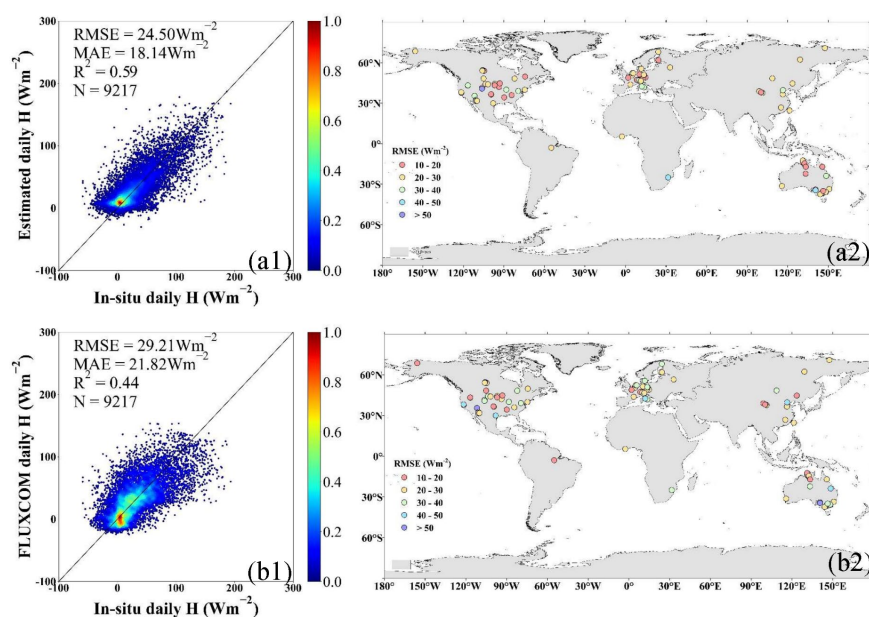 RMSE = 24.50Wm−2
MAE = 18.14Wm−2
R2 = 0.59
N = 9217
Estimated daily H (Wm−2)
300
200
100
0
-100
-100
0
100
200
300
In-situ daily H (Wm−2)
1.0
0.8
0.6
0.4
0.2
0.0
(a1)
60°N
30°N
0°
30°S
60°S
RMSE (Wm-2)
10 - 20
20 - 30
30 - 40
40 - 50
> 50
180°
150°W
120°W
90°W
60°W
30°W
0°
30°E
60°E
90°E
120°E
150°E
(a2)
RMSE = 29.21Wm−2
MAE = 21.82Wm−2
R2 = 0.44
N = 9217
FLUXCOM daily H (Wm−2)
300
200
100
0
-100
-100
0
100
200
300
In-situ daily H (Wm−2)
1.0
0.8
0.6
0.4
0.2
0.0
(b1)
60°N
30°N
0°
30°S
60°S
RMSE (Wm-2)
10 - 20
20 - 30
30 - 40
40 - 50
> 50
180°
150°W
120°W
90°W
60°W
30°W
0°
30°E
60°E
90°E
120°E
150°E
(b2)